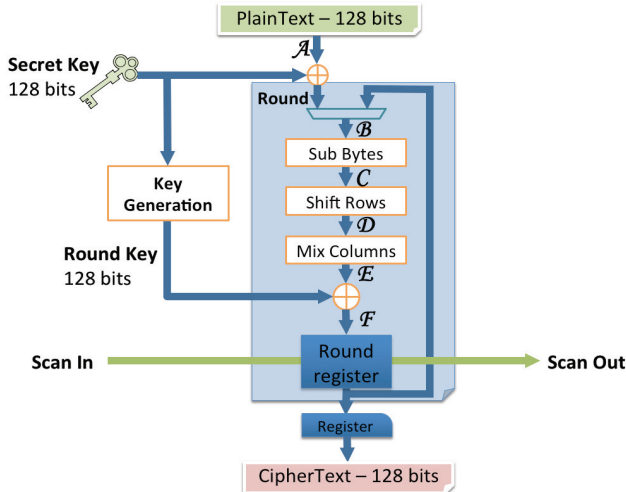 PlainText – 128 bits
𝒜
Secret Key
128 bits
Round
ℬ
Sub Bytes
𝒞
Key
Generation
Shift Rows
𝒟
Round Key
128 bits
Mix Columns
ℰ
ℱ
Scan In
Round
register
Scan Out
Register
CipherText – 128 bits